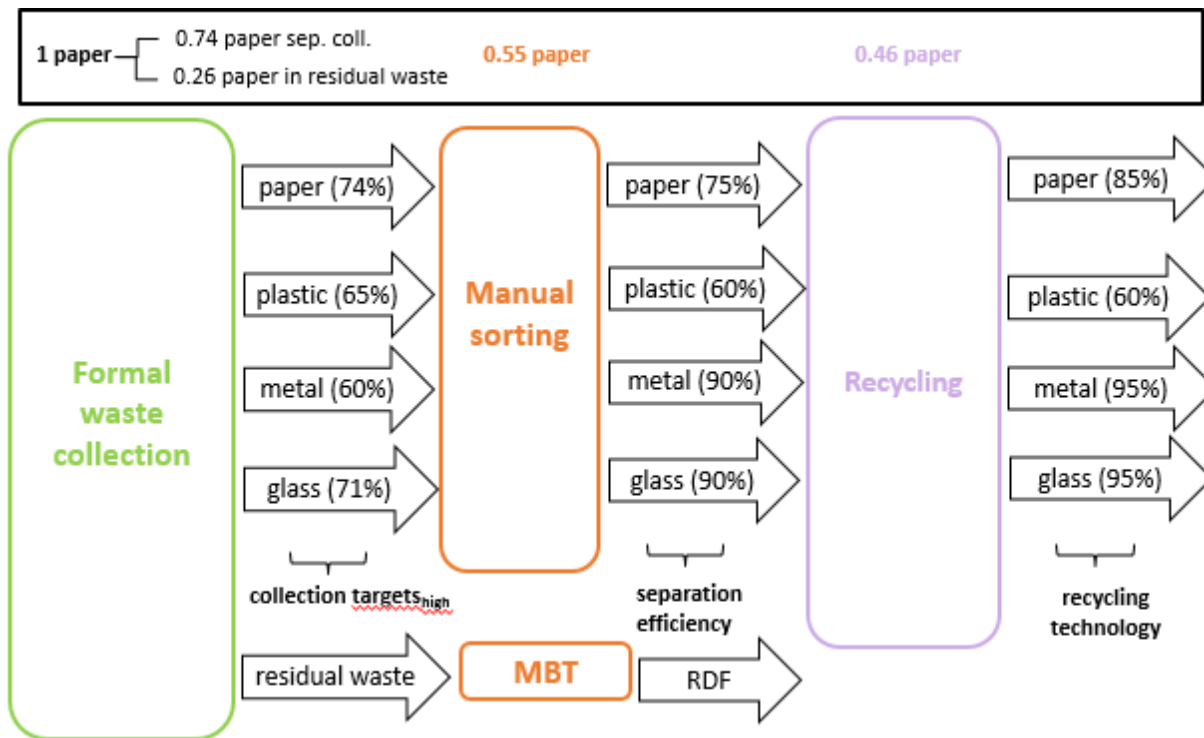 1 paper
0.74 paper sep. coll.
0.26 paper in residual waste
0.55 paper
0.46 paper
Formal
waste
collection
paper (74%)
plastic (65%)
metal (60%)
glass (71%)
collection targets high
residual waste
Manual
sorting
MBT
paper (75%)
plastic (60%)
metal (90%)
glass (90%)
separation
efficiency
RDF
Recycling
paper (85%)
plastic (60%)
metal (95%)
glass (95%)
recycling
technology